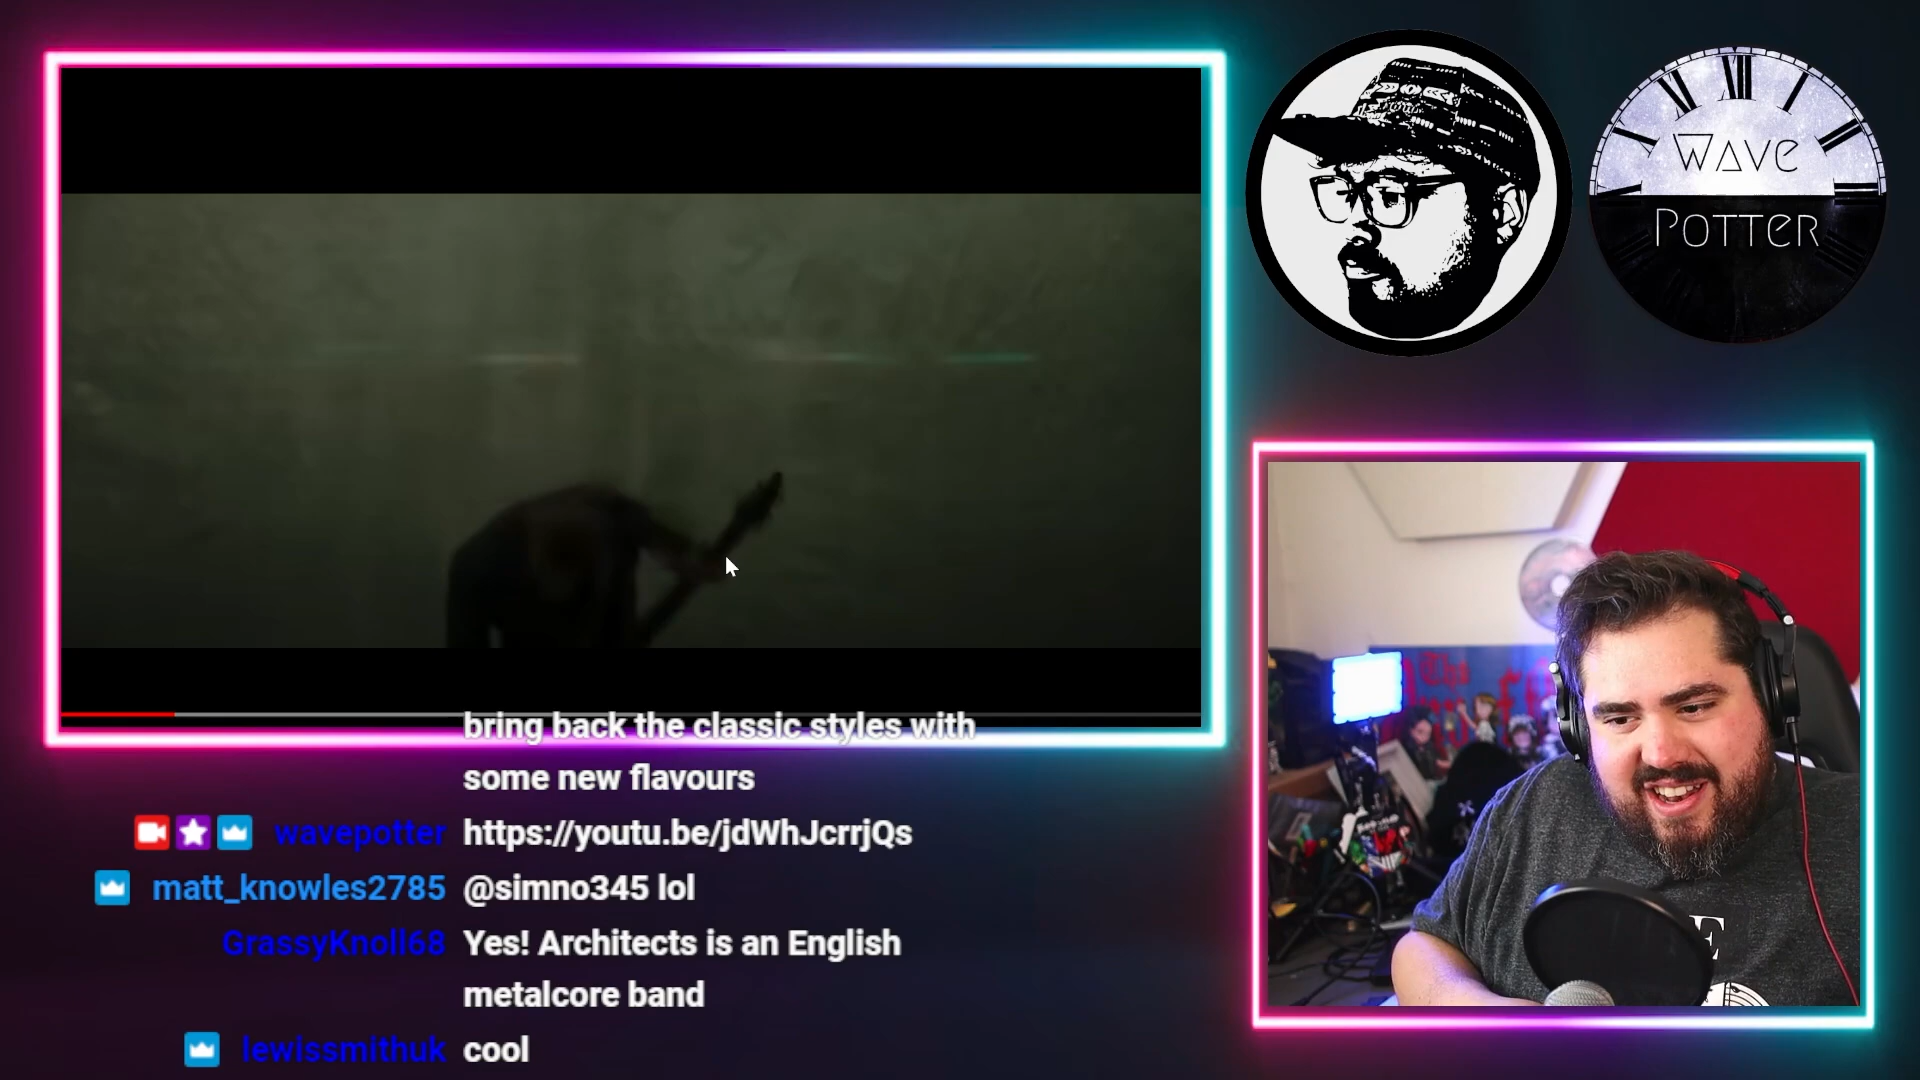 WAVE
POTTER
bring back the classic styles with
some new flavours
wavepotter https://youtu.be/jdWhJcrrjQs
matt_knowles2785 @simno345 lol
GrassyKnoll68 Yes! Architects is an English
metalcore band
lewissmithuk cool
The
E